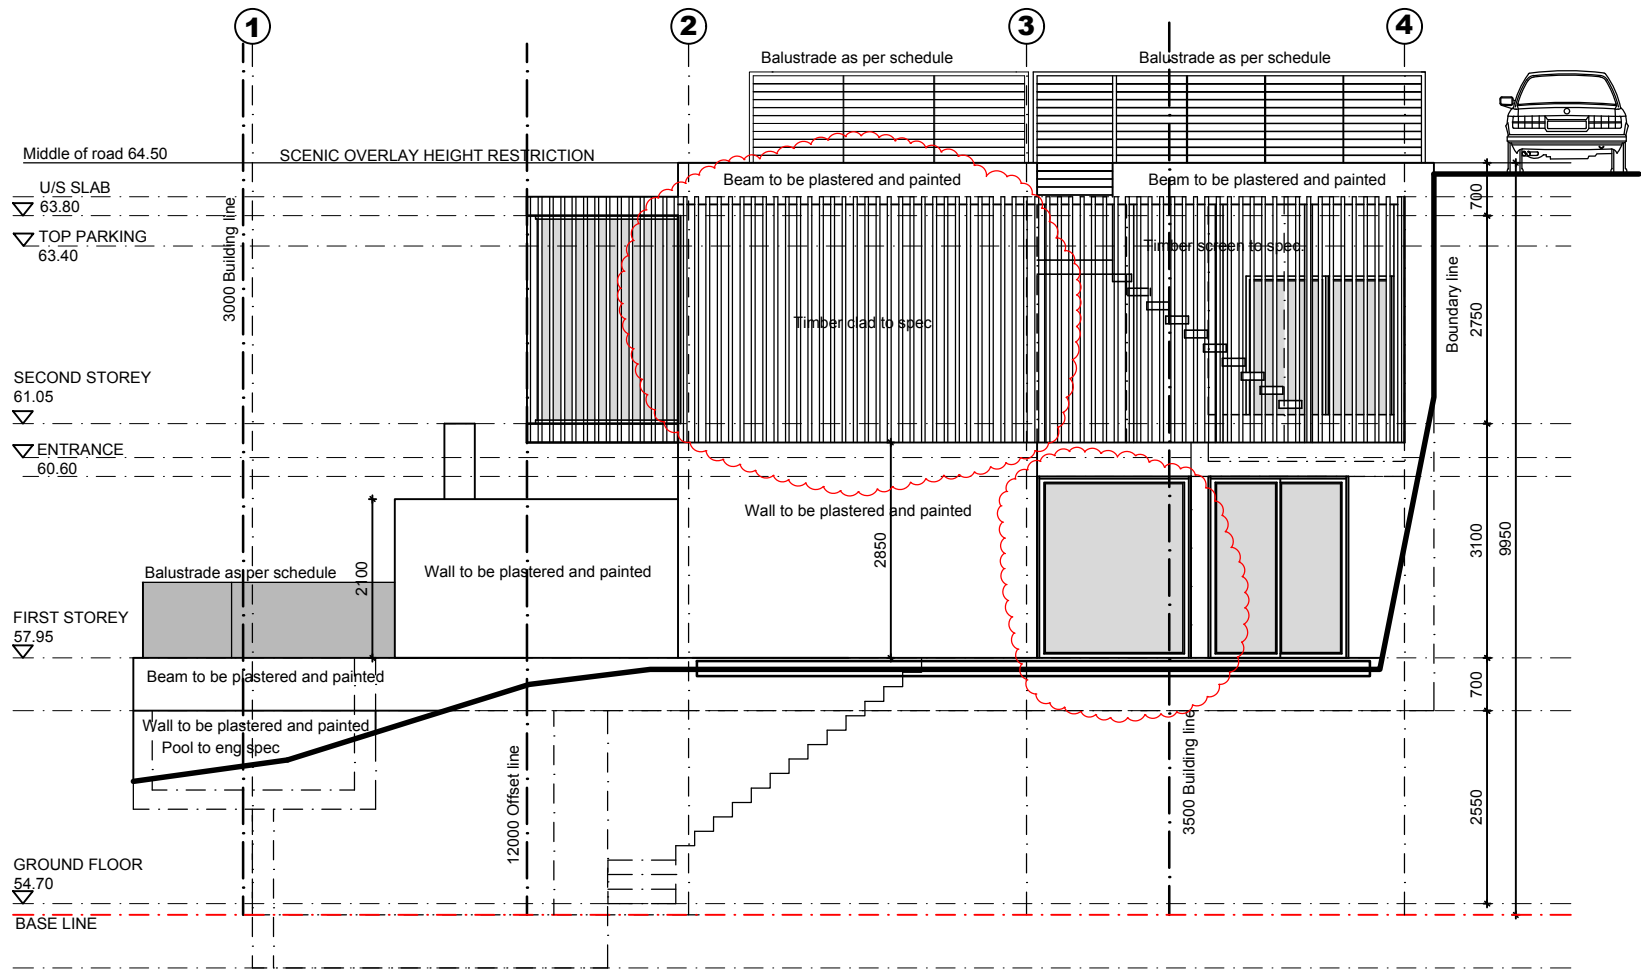 1
2
3
4
Balustrade as per schedule
Balustrade as per schedule
Middle of road 64.50
SCENIC OVERLAY HEIGHT RESTRICTION
U/S SLAB
63.80
Beam to be plastered and painted
Beam to be plastered and painted
700
TOP PARKING
63.40
3000 Building line
Timber screen to spec.
Timber clad to spec
Boundary line
2750
SECOND STOREY
61.05
ENTRANCE
60.60
Wall to be plastered and painted
2850
3100
9950
Balustrade as per schedule
2100
Wall to be plastered and painted
FIRST STOREY
57.95
Beam to be plastered and painted
700
Wall to be plastered and painted
Pool to eng spec
12000 Offset line
3500 Building line
2550
GROUND FLOOR
54.70
BASE LINE